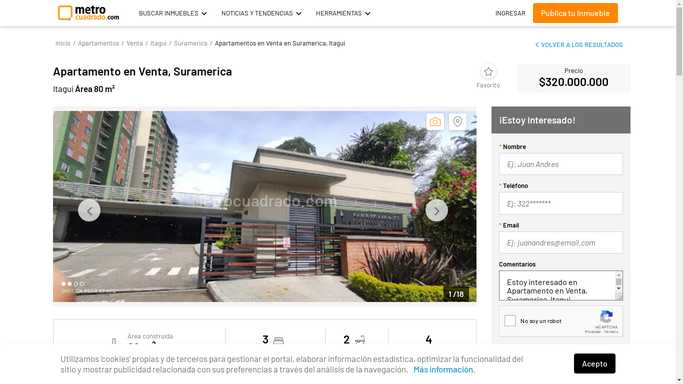 metro
cuadrado.com
BUSCAR INMUEBLES
NOTICIAS Y TENDENCIAS
HERRAMIENTAS
INGRESAR
Publica tu Inmueble
Inicio / Apartamentos / Venta / Itagui / Suramerica / Apartamentos en Venta en Suramerica, Itagui
VOLVER A LOS RESULTADOS
Apartamento en Venta, Suramerica
Itagui Área 80 m²
Favorito
Precio
$320.000.000
cuadrado.com
1 /18
¡Estoy Interesado!
* Nombre
Ej: Juan Andres
* Teléfono
Ej: 322*******
* Email
Ej: juanandres@email.com
Comentarios
Estoy interesado en
Apartamento en Venta,
Suramerica, Itagui
No soy un robot
reCAPTCHA
Privacidad - Términos
Área construida
3
2
4
Utilizamos 'cookies' propias y de terceros para gestionar el portal, elaborar información estadística, optimizar la funcionalidad del
sitio y mostrar publicidad relacionada con sus preferencias a través del análisis de la navegación. Más información.
Acepto